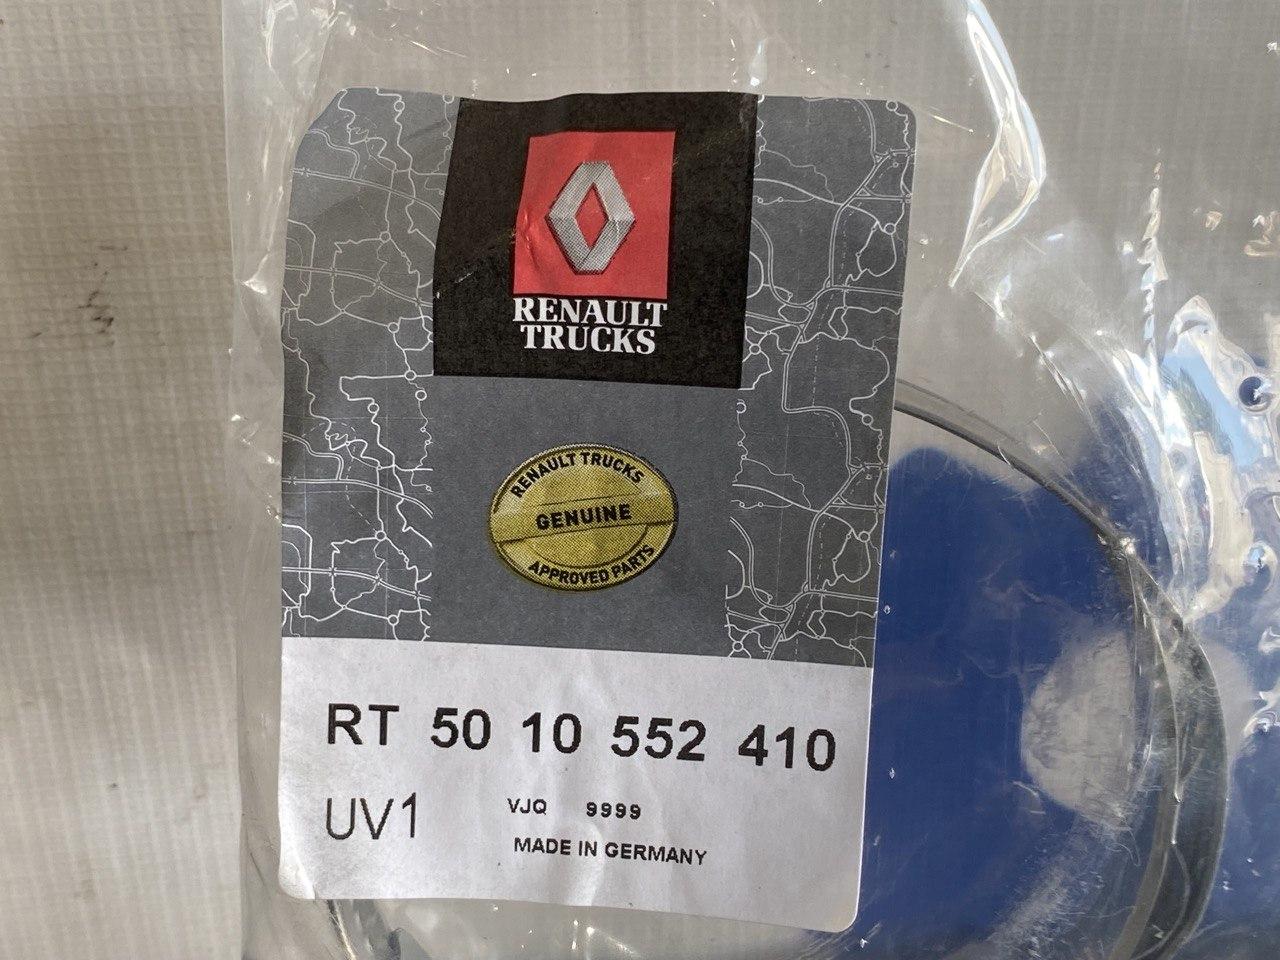 RENAULT
TRUCKS
RENAULT TRUCKS
GENUINE
APPROVED PARTS
RT 50 10 552 410
UV1 VJQ 9999
MADE IN GERMANY